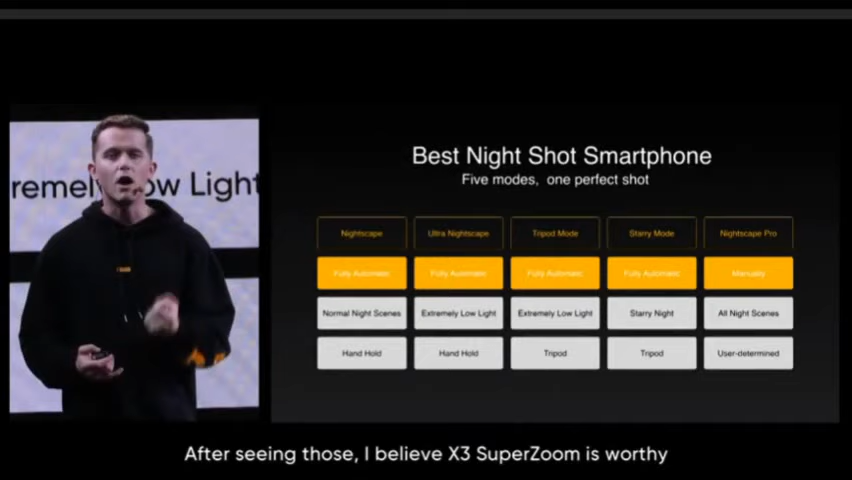 remely Low Light
Best Night Shot Smartphone
Five modes, one perfect shot
Nightscape
Ultra Nightscape
Tripod Mode
Starry Mode
Nightscape Pro
Fully Automatic
Fully Automatic
Fully Automatic
Fully Automatic
Manually
Normal Night Scenes
Extremely Low Light
Extremely Low Light
Starry Night
All Night Scenes
Hand Hold
Hand Hold
Tripod
Tripod
User-determined
After seeing those, I believe X3 SuperZoom is worthy